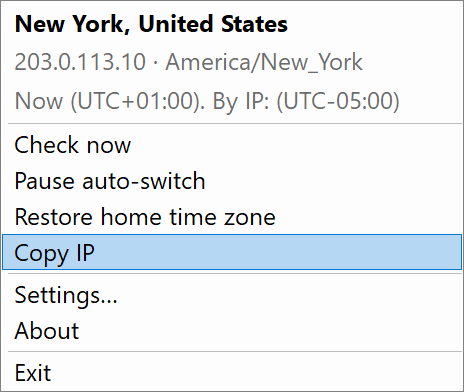 New York, United States
203.0.113.10 · America/New_York
Now (UTC+01:00). By IP: (UTC-05:00)
Check now
Pause auto-switch
Restore home time zone
Copy IP
Settings...
About
Exit